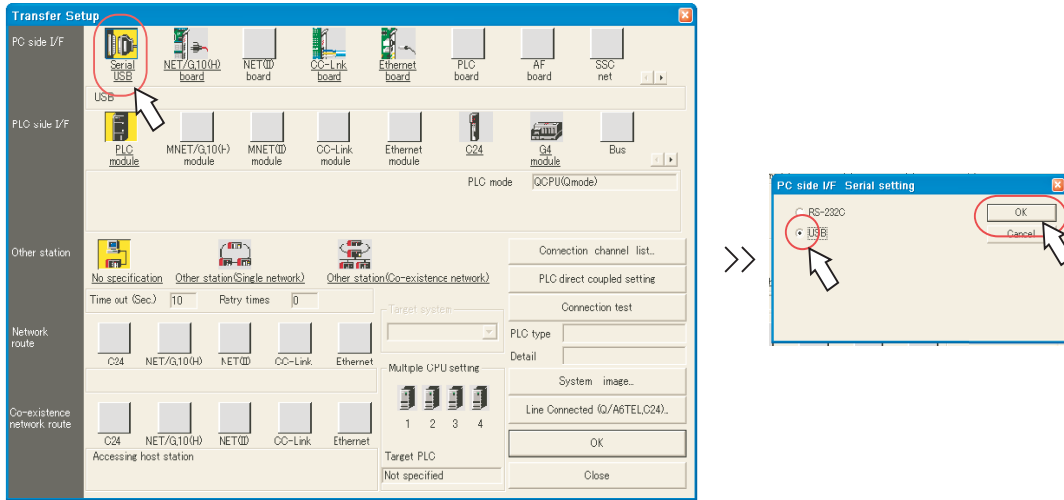 Transfer Setup
PC side I/F
Serial USB
NET/G,10(H) board
NET(II) board
CC-Link board
Ethernet board
PLC board
AF board
SSC net
USB
PLC side I/F
PLC module
MNET/G,10(H) module
MNET(II) module
CC-Link module
Ethernet module
C24
G4 module
Bus
PLC mode QCPU(Qmode)
Other station
No specification
Other station(Single network)
Other station(Co-existence network)
Time out (Sec.) 10 Retry times 0
Target system
Connection channel list...
PLC direct coupled setting
Connection test
PLC type
Detail
System image...
Line Connected (Q/A6TEL,C24)...
OK
Close
Network route
C24 NET/G,10(H) NET(II) CC-Link Ethernet
Multiple CPU setting
1 2 3 4
Target PLC
Not specified
Co-existence network route
C24 NET/G,10(H) NET(II) CC-Link Ethernet
Accessing host station
>>
PC side I/F Serial setting
RS-232C
USB
OK
Cancel